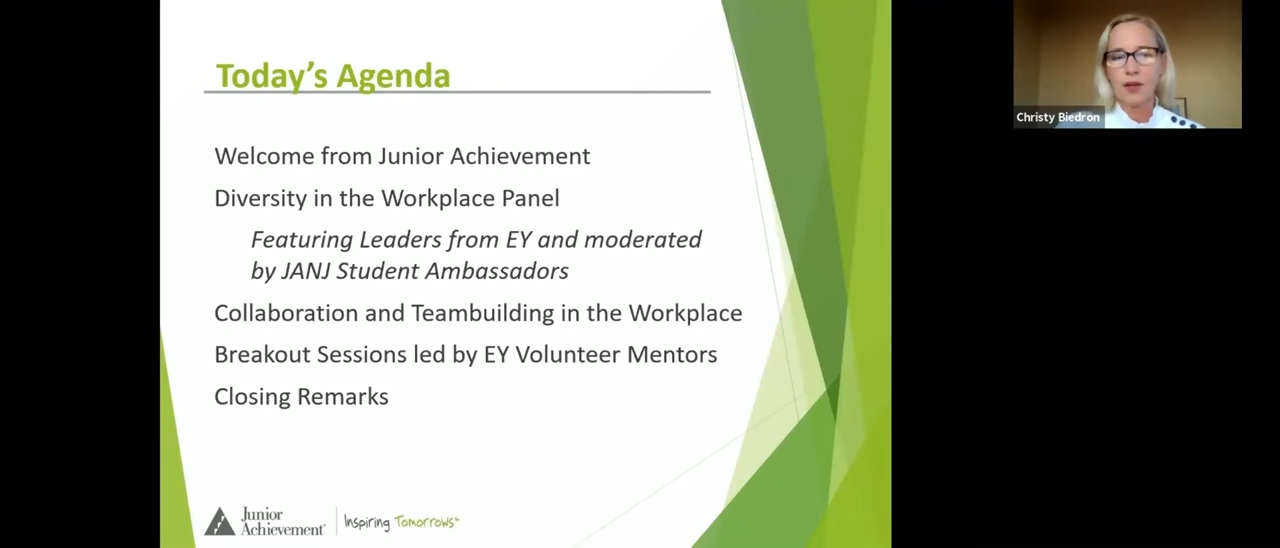 Today's Agenda
Welcome from Junior Achievement
Diversity in the Workplace Panel
Featuring Leaders from EY and moderated
by JANJ Student Ambassadors
Collaboration and Teambuilding in the Workplace
Breakout Sessions led by EY Volunteer Mentors
Closing Remarks
Junior
Achievement®
Inspiring Tomorrows℠
Christy Biedron